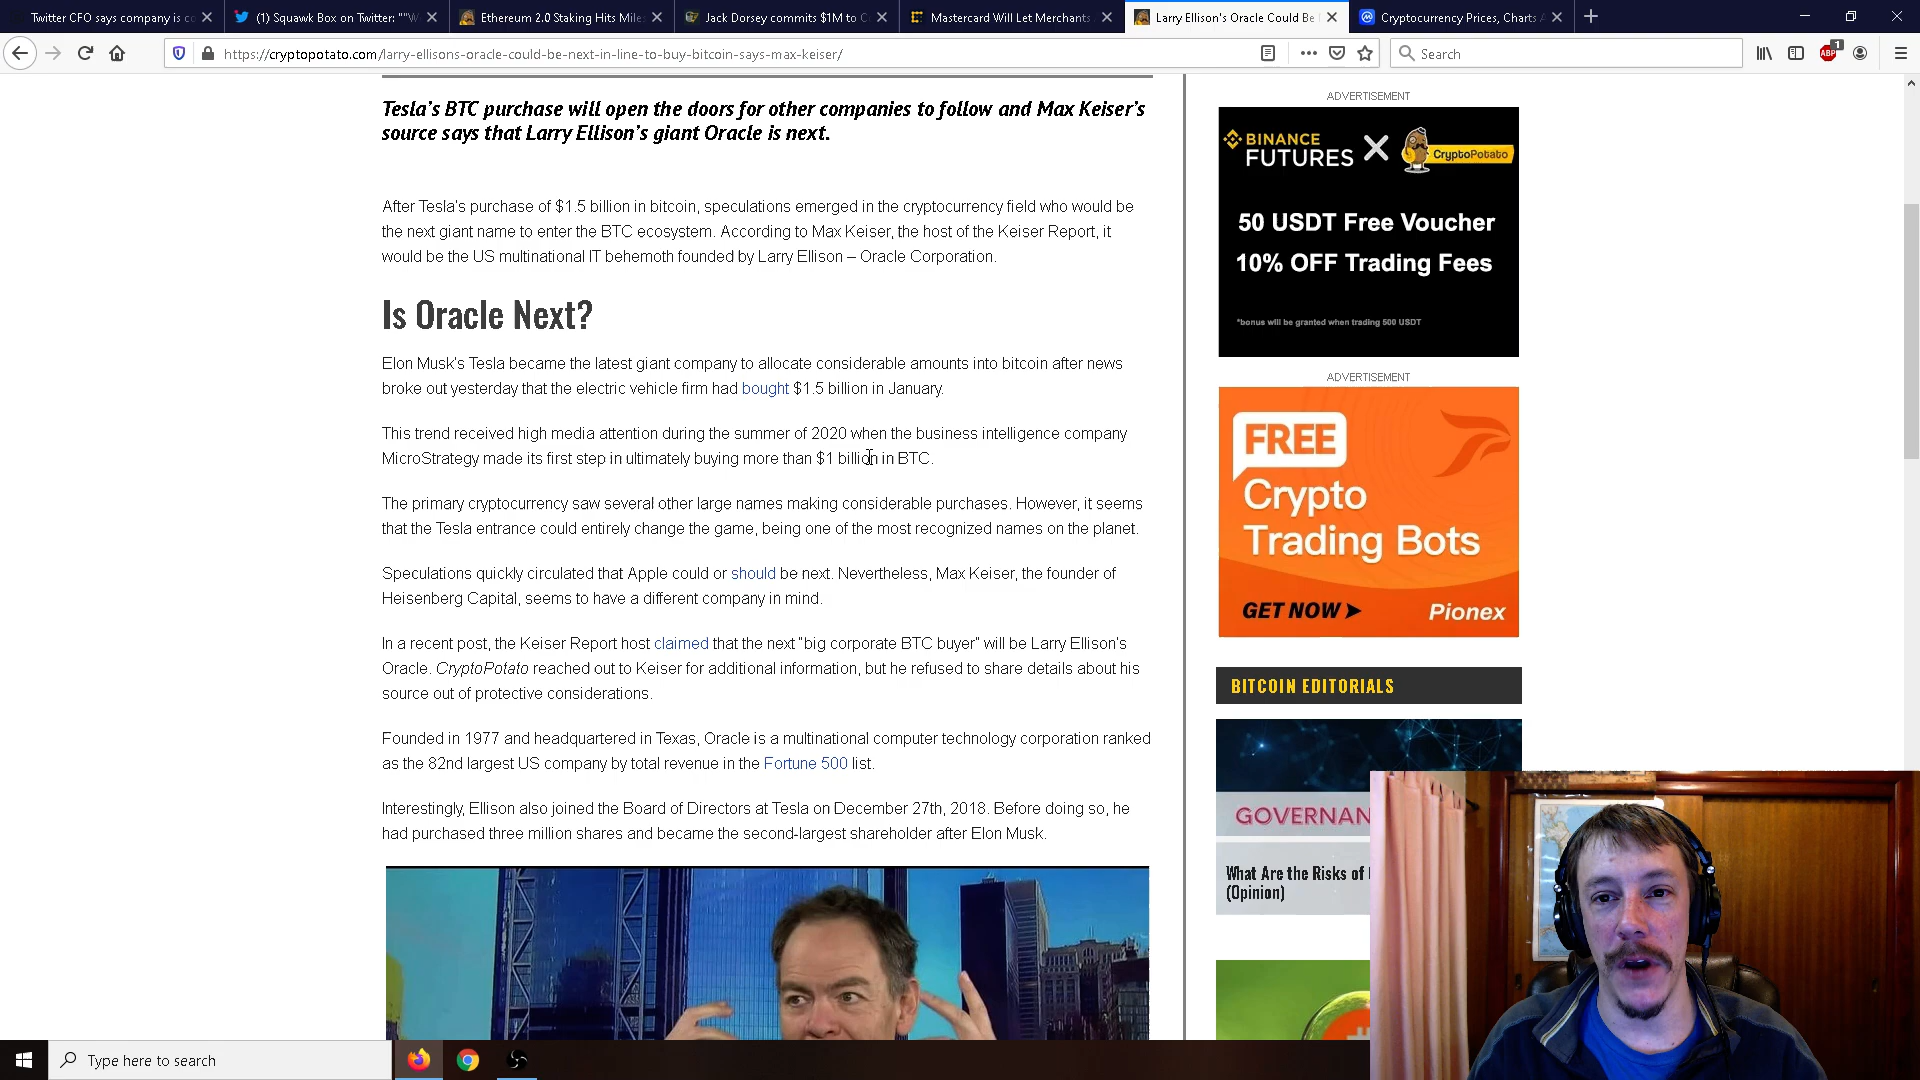 Twitter CFO says company is co
(1) Squawk Box on Twitter: ""W
Ethereum 2.0 Staking Hits Mile
Jack Dorsey commits $1M to C
Mastercard Will Let Merchants
Larry Ellison's Oracle Could Be
Cryptocurrency Prices, Charts A
https://cryptopotato.com/larry-ellisons-oracle-could-be-next-in-line-to-buy-bitcoin-says-max-keiser/
Search
ABP
1
Tesla's BTC purchase will open the doors for other companies to follow and Max Keiser's
source says that Larry Ellison's giant Oracle is next.
After Tesla's purchase of $1.5 billion in bitcoin, speculations emerged in the cryptocurrency field who would be
the next giant name to enter the BTC ecosystem. According to Max Keiser, the host of the Keiser Report, it
would be the US multinational IT behemoth founded by Larry Ellison – Oracle Corporation.
Is Oracle Next?
Elon Musk's Tesla became the latest giant company to allocate considerable amounts into bitcoin after news
broke out yesterday that the electric vehicle firm had bought $1.5 billion in January.
This trend received high media attention during the summer of 2020 when the business intelligence company
MicroStrategy made its first step in ultimately buying more than $1 billion in BTC.
The primary cryptocurrency saw several other large names making considerable purchases. However, it seems
that the Tesla entrance could entirely change the game, being one of the most recognized names on the planet.
Speculations quickly circulated that Apple could or should be next. Nevertheless, Max Keiser, the founder of
Heisenberg Capital, seems to have a different company in mind.
In a recent post, the Keiser Report host claimed that the next "big corporate BTC buyer" will be Larry Ellison's
Oracle. CryptoPotato reached out to Keiser for additional information, but he refused to share details about his
source out of protective considerations.
Founded in 1977 and headquartered in Texas, Oracle is a multinational computer technology corporation ranked
as the 82nd largest US company by total revenue in the Fortune 500 list.
Interestingly, Ellison also joined the Board of Directors at Tesla on December 27th, 2018. Before doing so, he
had purchased three million shares and became the second-largest shareholder after Elon Musk.
ADVERTISEMENT
BINANCE
FUTURES
CryptoPotato
50 USDT Free Voucher
10% OFF Trading Fees
*bonus will be granted when trading 500 USDT
ADVERTISEMENT
FREE
Crypto
Trading Bots
GET NOW
Pionex
BITCOIN EDITORIALS
GOVERNAN
What Are the Risks of
(Opinion)
Type here to search